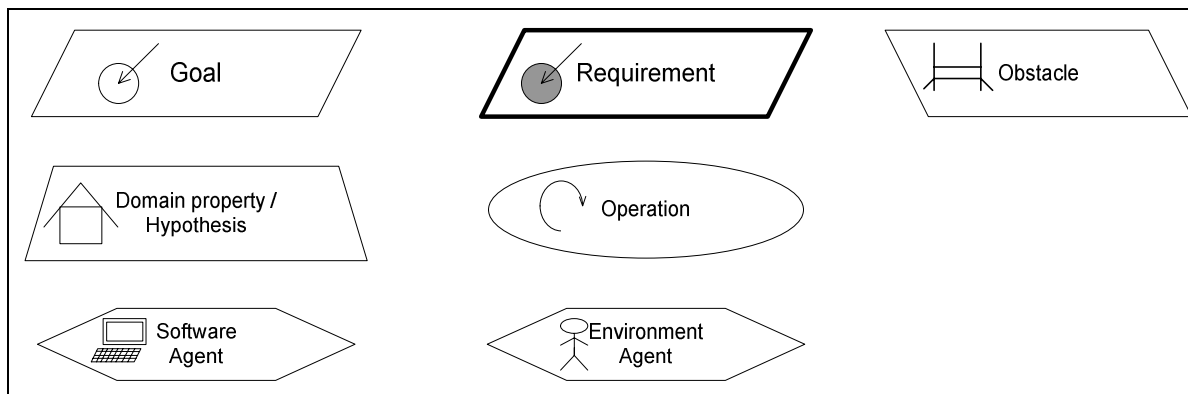 Goal
Requirement
Obstacle
Domain property /
Hypothesis
Operation
Software
Agent
Environment
Agent